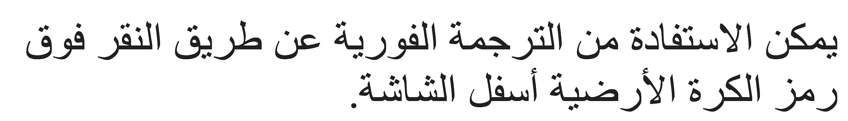 يمكن الاستفادة من الترجمة الفورية عن طريق النقر فوق
رمز الكرة الأرضية أسفل الشاشة.